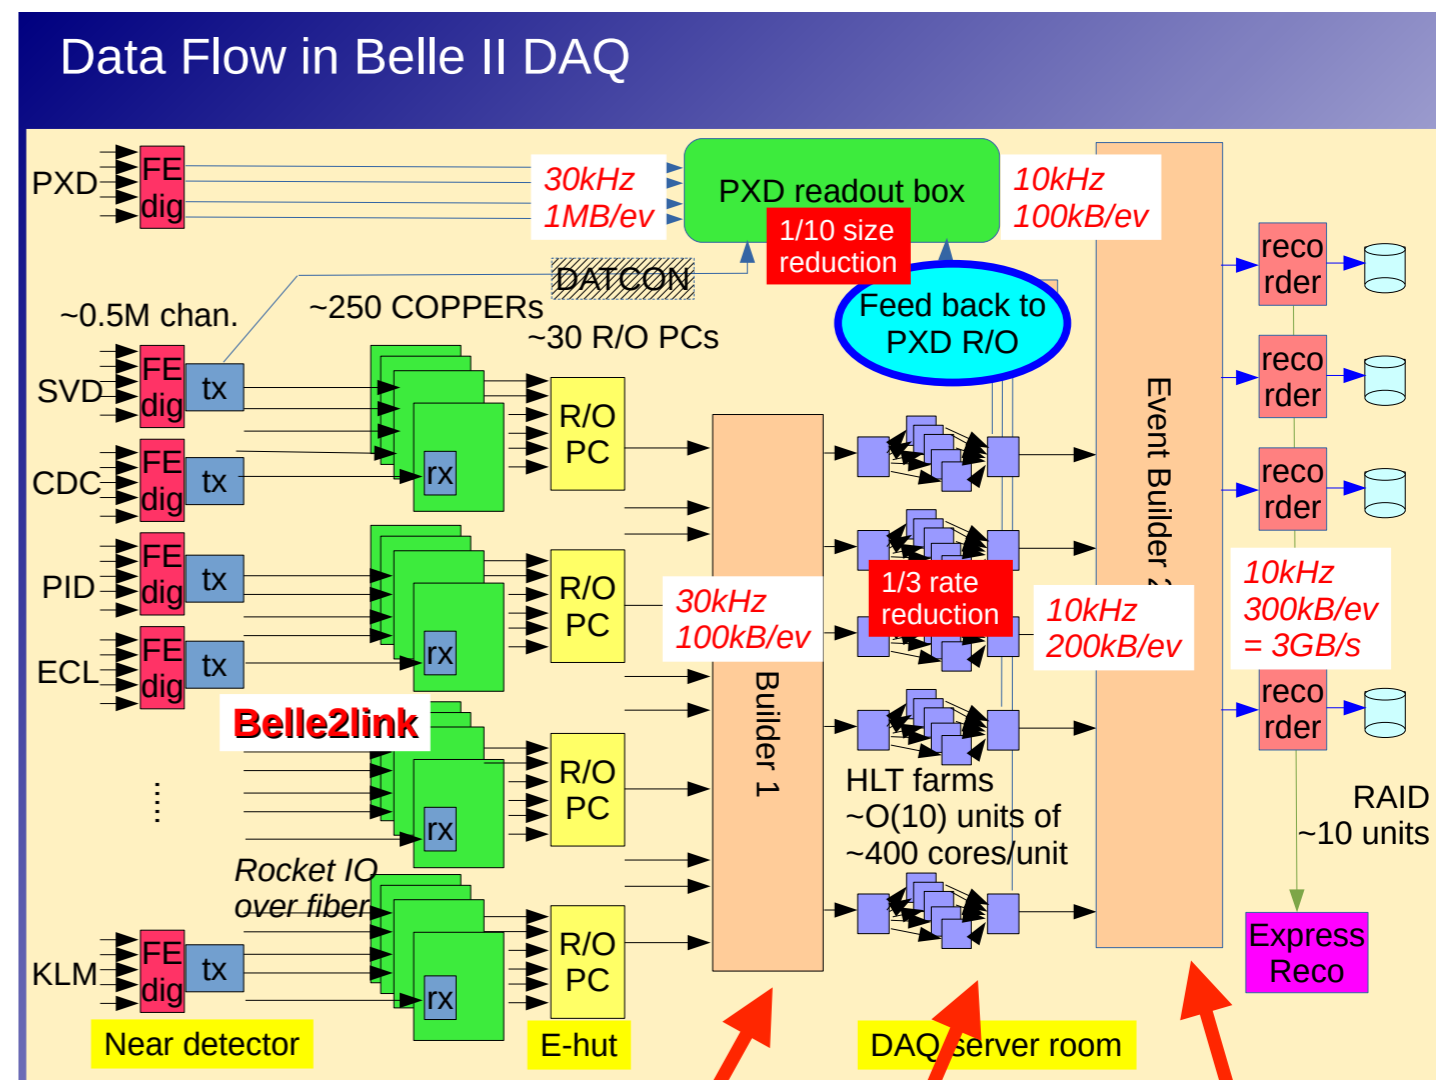 Data Flow in Belle II DAQ
PXD
FE
dig
30kHz
1MB/ev
PXD readout box
1/10 size
reduction
10kHz
100kB/ev
DATCON
~0.5M chan.
~250 COPPERs
~30 R/O PCs
Feed back to
PXD R/O
SVD
FE
dig
tx
rx
R/O
PC
CDC
FE
dig
tx
PID
FE
dig
tx
rx
R/O
PC
ECL
FE
dig
tx
Belle2link
rx
R/O
PC
.....
Rocket IO
over fiber
KLM
FE
dig
tx
rx
R/O
PC
30kHz
100kB/ev
Builder 1
1/3 rate
reduction
HLT farms
~O(10) units of
~400 cores/unit
10kHz
200kB/ev
Event Builder 2
reco
rder
reco
rder
reco
rder
10kHz
300kB/ev
= 3GB/s
reco
rder
RAID
~10 units
Express
Reco
Near detector
E-hut
DAQ server room